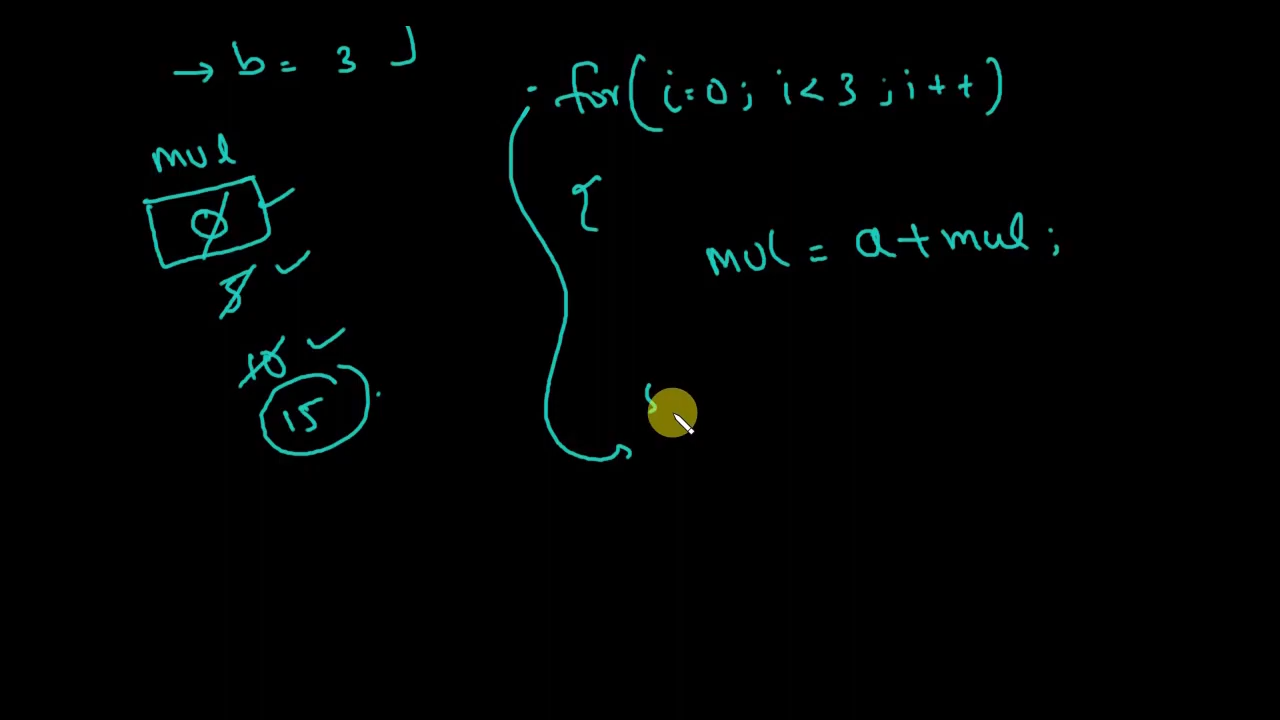 → b = 3
for(i=0; i<3; i++)
{
mul = a+mul;
mul
0
5
10
15